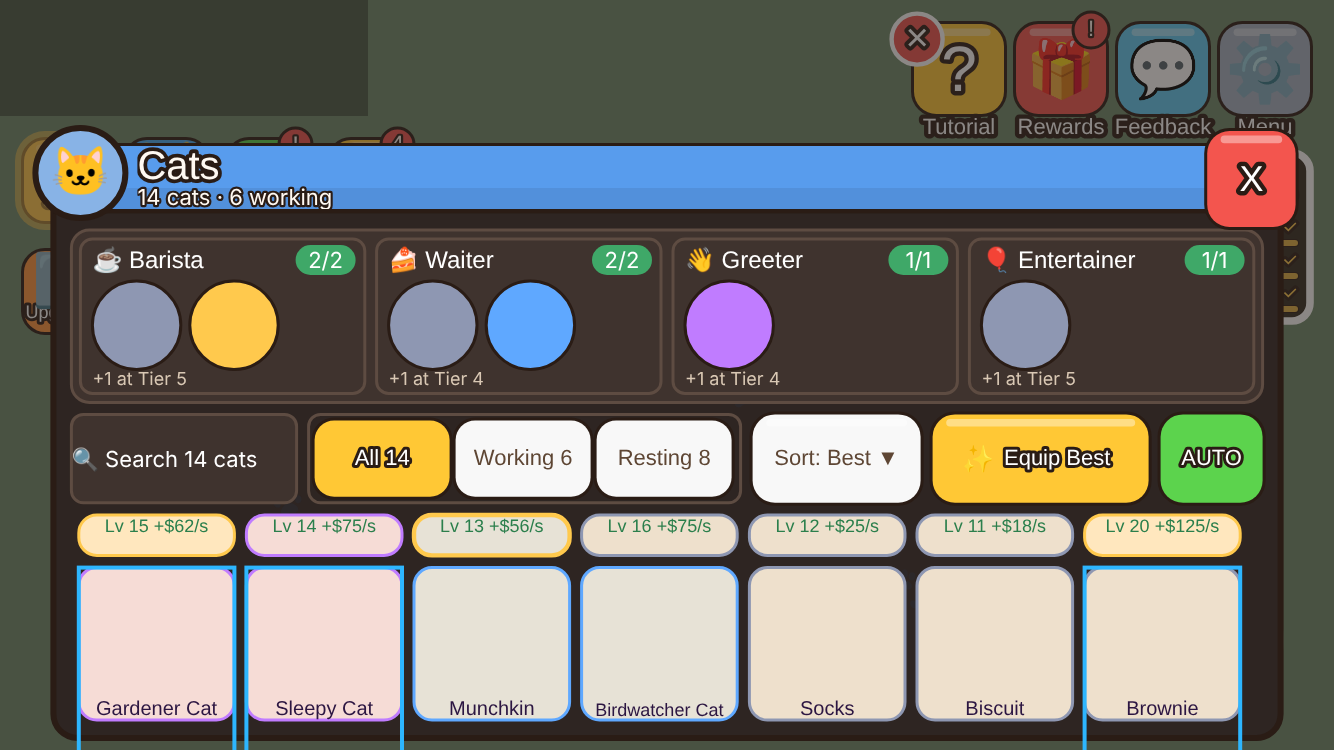 ?
!
Tutorial
Rewards
Feedback
Menu
!
4
Cats
14 cats · 6 working
X
Barista
2/2
+1 at Tier 5
Waiter
2/2
+1 at Tier 4
Greeter
1/1
+1 at Tier 4
Entertainer
1/1
+1 at Tier 5
Search 14 cats
All 14
Working 6
Resting 8
Sort: Best ▼
Equip Best
AUTO
Lv 15 +$62/s
Lv 14 +$75/s
Lv 13 +$56/s
Lv 16 +$75/s
Lv 12 +$25/s
Lv 11 +$18/s
Lv 20 +$125/s
Gardener Cat
Sleepy Cat
Munchkin
Birdwatcher Cat
Socks
Biscuit
Brownie